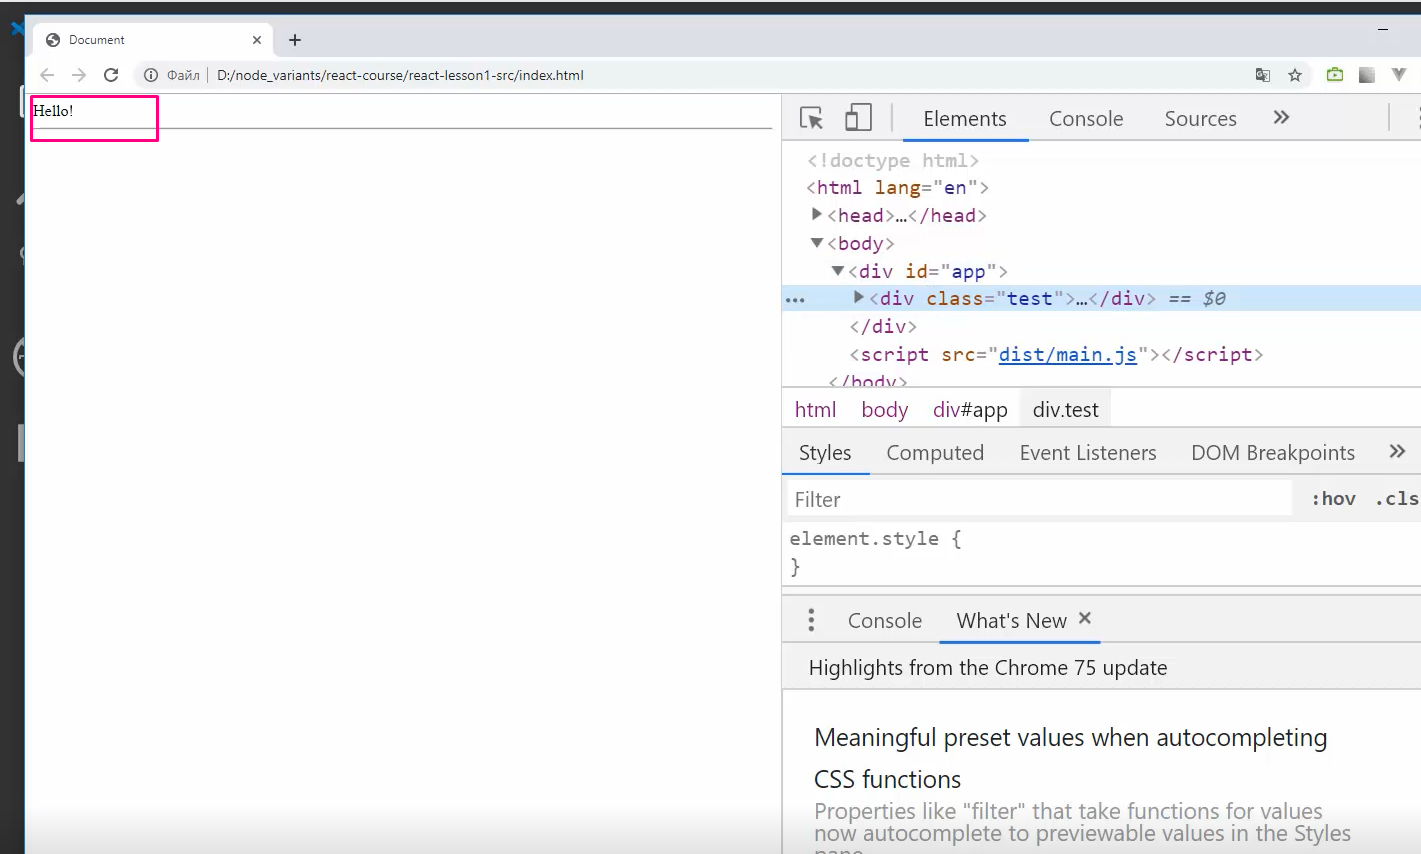 Document
Файл D:/node_variants/react-course/react-lesson1-src/index.html
Hello!
Elements Console Sources
<!doctype html>
<html lang="en">
<head>…</head>
<body>
<div id="app">
<div class="test">…</div> == $0
</div>
<script src="dist/main.js"></script>
</body>
html body div#app div.test
Styles Computed Event Listeners DOM Breakpoints
Filter :hov .cls
element.style {
}
Console What's New
Highlights from the Chrome 75 update
Meaningful preset values when autocompleting
CSS functions
Properties like "filter" that take functions for values
now autocomplete to previewable values in the Styles
pane